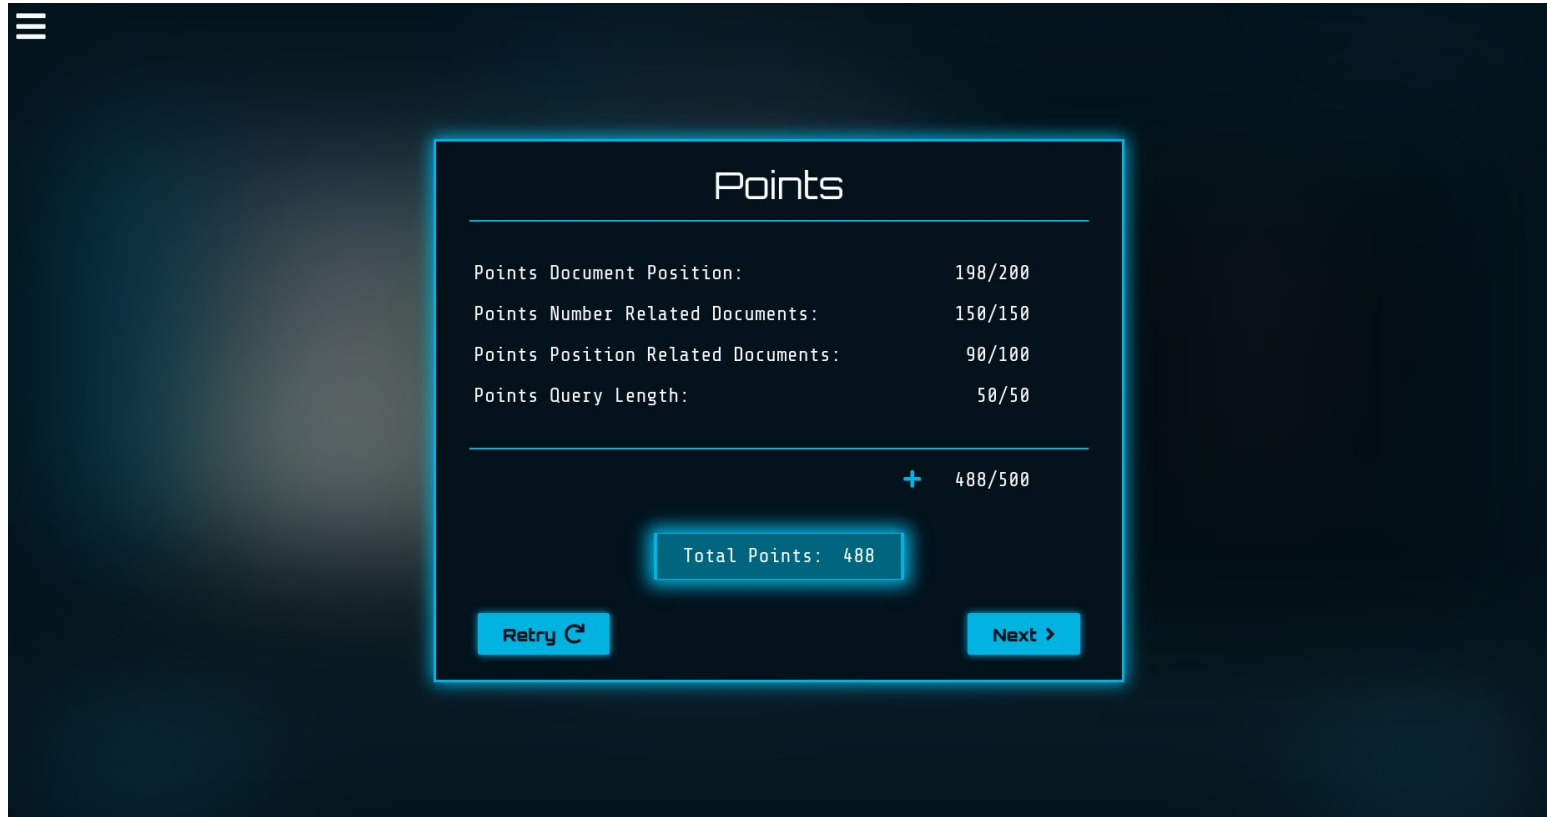 Points
Points Document Position: 198/200
Points Number Related Documents: 150/150
Points Position Related Documents: 90/100
Points Query Length: 50/50
+ 488/500
Total Points: 488
Retry
Next >